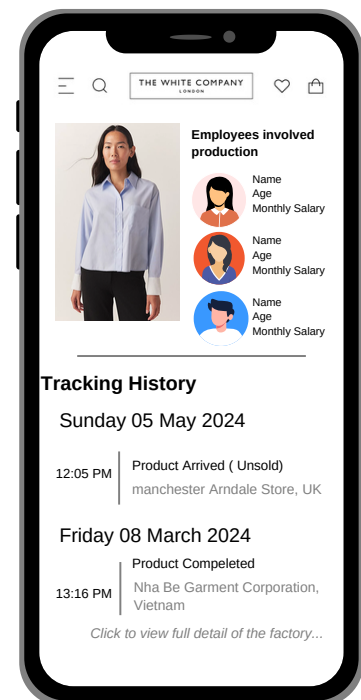 THE WHITE COMPANY
LONDON
Employees involved
production
Name
Age
Monthly Salary
Name
Age
Monthly Salary
Name
Age
Monthly Salary
Tracking History
Sunday 05 May 2024
12:05 PM
Product Arrived ( Unsold)
manchester Arndale Store, UK
Friday 08 March 2024
Product Compeleted
13:16 PM
Nha Be Garment Corporation,
Vietnam
Click to view full detail of the factory...